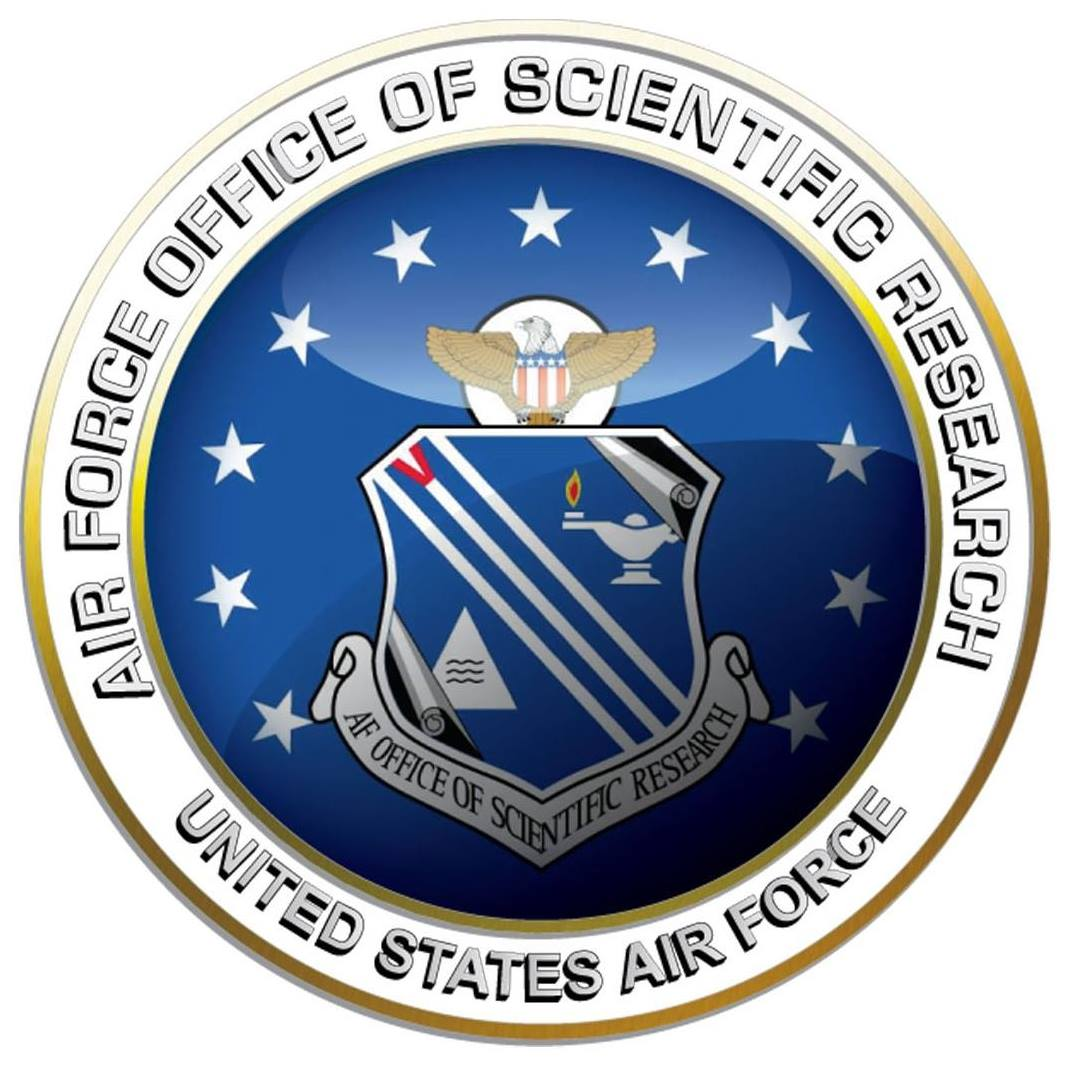 AIR FORCE OFFICE OF SCIENTIFIC RESEARCH
V
AF OFFICE OF SCIENTIFIC RESEARCH
UNITED STATES AIR FORCE